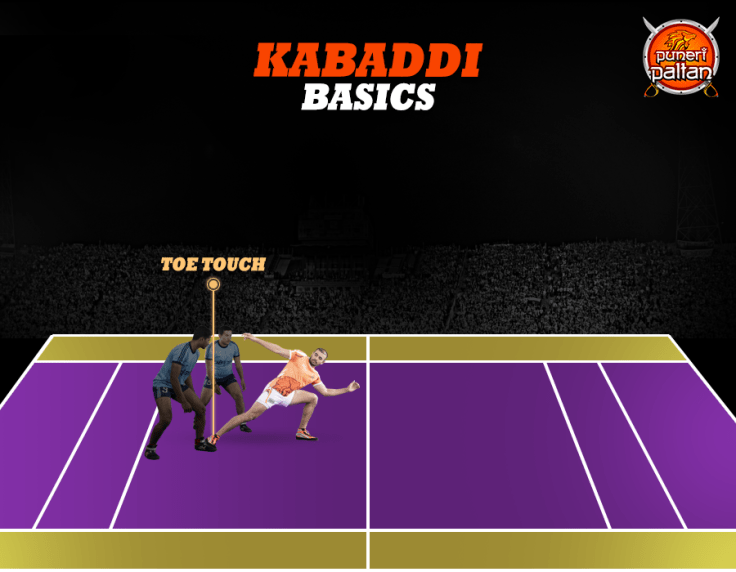 KABADDI
BASICS
puneri
paltan
TOE TOUCH